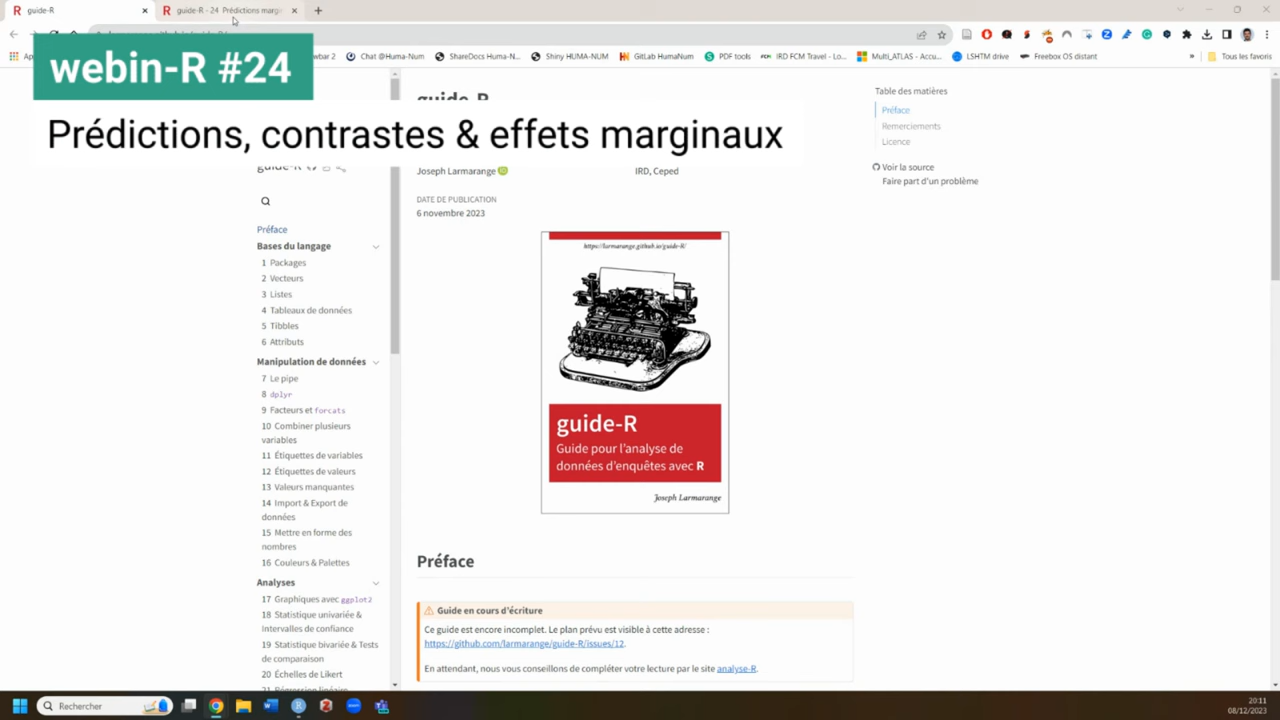 guide-R
guide-R - 24 Prédictions margi
webin-R #24
Prédictions, contrastes & effets marginaux
Chat @Huma-Num
ShareDocs Huma-N...
Shiny HUMA-NUM
GitLab HumaNum
PDF tools
IRD FCM Travel - Lo...
Multi_ATLAS - Accu...
LSHTM drive
Freebox OS distant
»
Tous les favoris
guide-R
Joseph Larmarange
IRD, Ceped
DATE DE PUBLICATION
6 novembre 2023
guide-R
Préface
Bases du langage
1 Packages
2 Vecteurs
3 Listes
4 Tableaux de données
5 Tibbles
6 Attributs
Manipulation de données
7 Le pipe
8 dplyr
9 Facteurs et forcats
10 Combiner plusieurs
variables
11 Étiquettes de variables
12 Étiquettes de valeurs
13 Valeurs manquantes
14 Import & Export de
données
15 Mettre en forme des
nombres
16 Couleurs & Palettes
Analyses
17 Graphiques avec ggplot2
18 Statistique univariée &
Intervalles de confiance
19 Statistique bivariée & Tests
de comparaison
20 Échelles de Likert
21 Régression linéaire
https://larmarange.github.io/guide-R/
guide-R
Guide pour l'analyse de
données d'enquêtes avec R
Joseph Larmarange
Préface
Guide en cours d'écriture
Ce guide est encore incomplet. Le plan prévu est visible à cette adresse :
https://github.com/larmarange/guide-R/issues/12.
En attendant, nous vous conseillons de compléter votre lecture par le site analyse-R.
Table des matières
Préface
Remerciements
Licence
Voir la source
Faire part d'un problème
Rechercher
20:11
08/12/2023